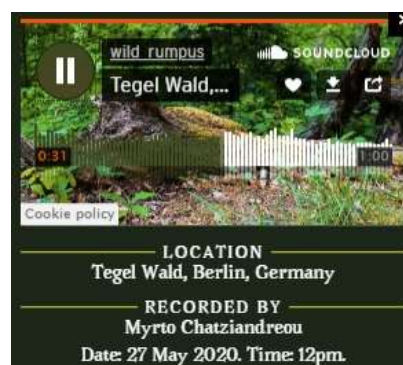 wild rumpus
SOUNDCLOUD
Tegel Wald,...
0:31
1:00
Cookie policy
LOCATION
Tegel Wald, Berlin, Germany
RECORDED BY
Myrto Chatziandreou
Date: 27 May 2020. Time: 12pm.